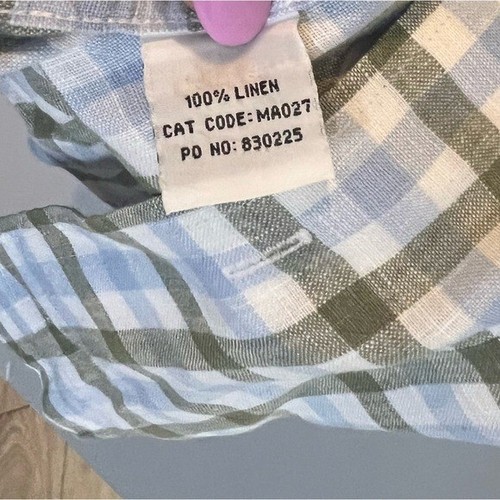 100% LINEN
CAT CODE: MA027
PO NO: 830225